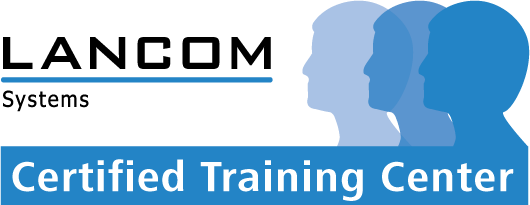 LANCOM
Systems
Certified Training Center